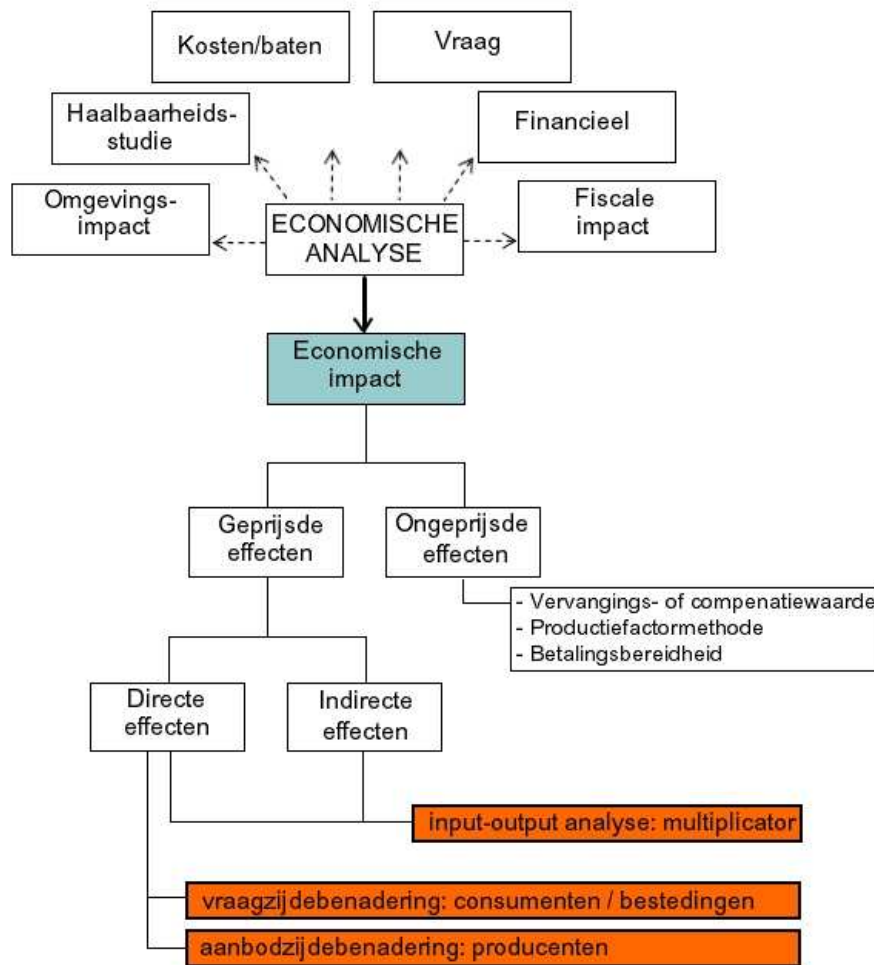 Kosten/baten
Vraag
Haalbaarheids-
studie
Financieel
Omgevings-
impact
ECONOMISCHE
ANALYSE
Fiscale
impact
Economische
impact
Geprijsde
effecten
Ongeprijsde
effecten
- Vervangings- of compenatiewaarde
- Productiefactormethode
- Betalingsbereidheid
Directe
effecten
Indirecte
effecten
input-output analyse: multiplicator
vraagzijdebenadering: consumenten / bestedingen
aanbodzijdebenadering: producenten